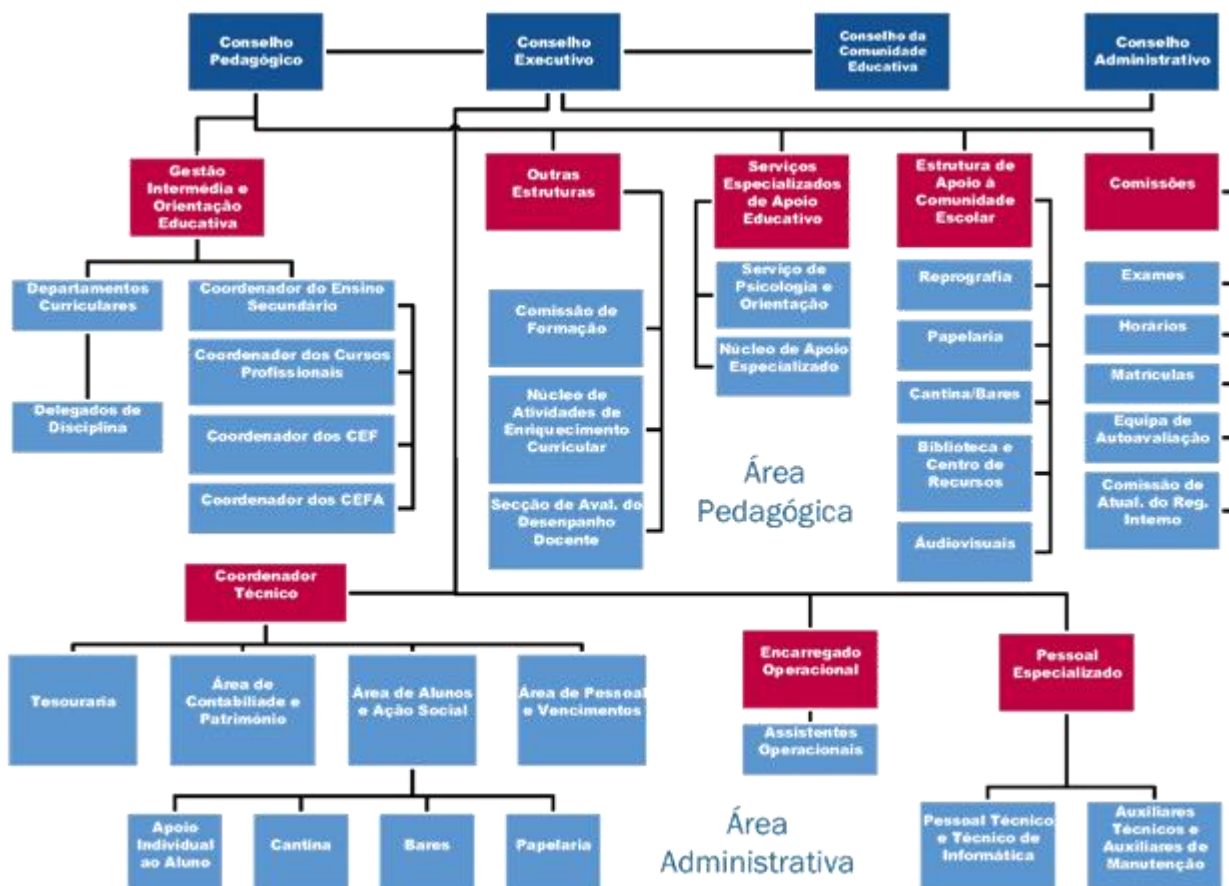 Conselho
Pedagógico
Conselho
Executivo
Conselho da
Comunidade
Educativa
Conselho
Administrativo
Gestão
Intermédia e
Orientação
Educativa
Outras
Estruturas
Serviços
Especializados
de Apoio
Educativo
Estrutura de
Apoio à
Comunidade
Escolar
Comissões
Departamentos
Curriculares
Delegados de
Disciplina
Coordenador do Ensino
Secundário
Coordenador dos Cursos
Profissionais
Coordenador dos CEF
Coordenador dos CEFA
Comissão de
Formação
Núcleo de
Atividades de
Enriquecimento
Curricular
Secção de Aval. do
Desenpanho
Docente
Serviço de
Psicologia e
Orientação
Núcleo de Apoio
Especializado
Reprografia
Papelaria
Cantina/Bares
Biblioteca e
Centro de
Recursos
Audiovisuais
Exames
Horários
Matrículas
Equipa de
Autoavaliação
Comissão de
Atual. do Reg.
Interno
Área
Pedagógica
Coordenador
Técnico
Encarregado
Operacional
Pessoal
Especializado
Tesouraria
Área de
Contabiliade e
Património
Área de Alunos
e Ação Social
Área de Pessoal
e Vencimentos
Assistentes
Operacionais
Apoio
Individual
ao Aluno
Cantina
Bares
Papelaria
Área
Administrativa
Pessoal Técnico
e Técnico de
Informática
Auxiliares
Técnicos e
Auxiliares de
Manutenção